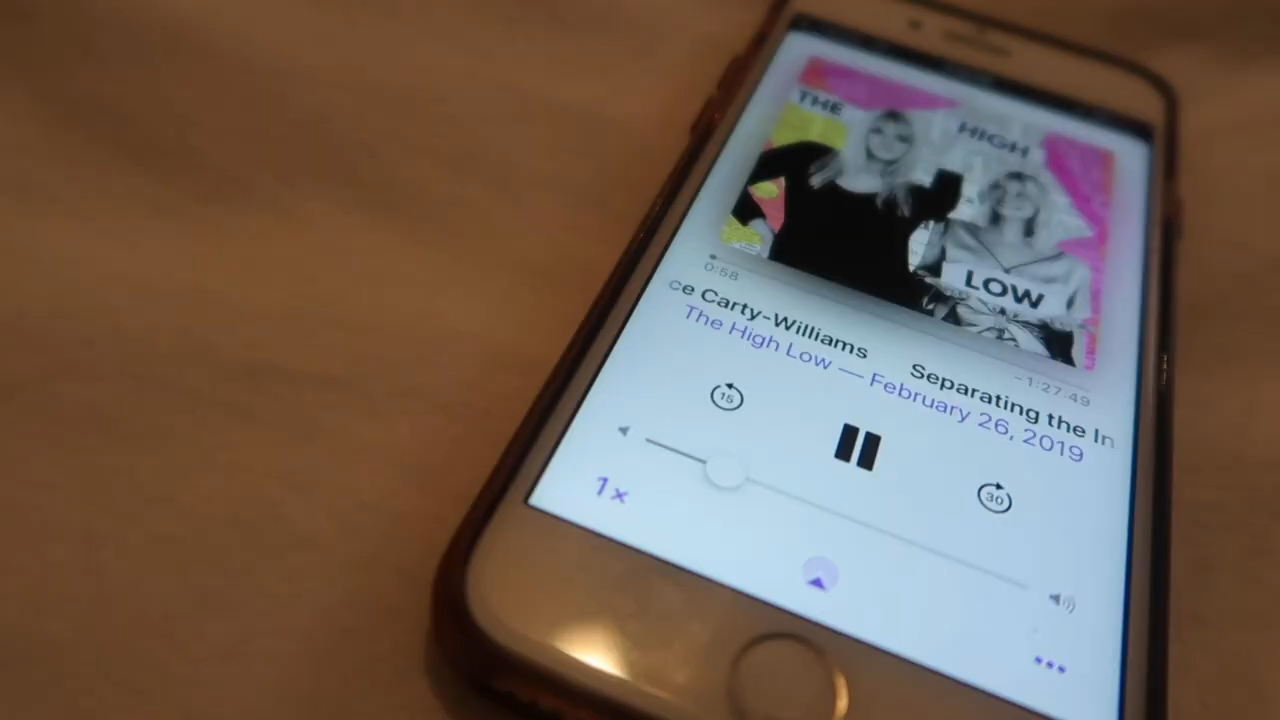 THE
HIGH
LOW
0:58
-1:27:49
ce Carty-Williams Separating the In
The High Low — February 26, 2019
15
30
1×